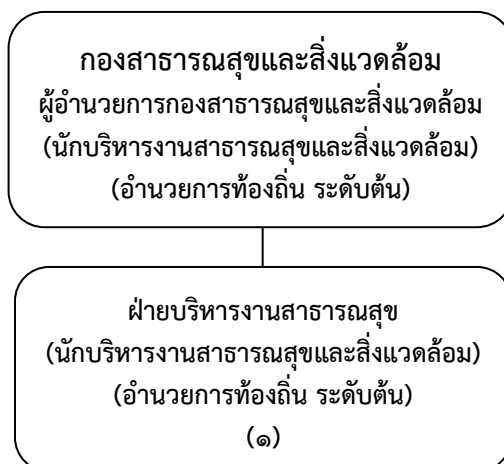 กองสาธารณสุขและสิ่งแวดล้อม
ผู้อำนวยการกองสาธารณสุขและสิ่งแวดล้อม
(นักบริหารงานสาธารณสุขและสิ่งแวดล้อม)
(อำนวยการท้องถิ่น ระดับต้น)
ฝ่ายบริหารงานสาธารณสุข
(นักบริหารงานสาธารณสุขและสิ่งแวดล้อม)
(อำนวยการท้องถิ่น ระดับต้น)
(๑)